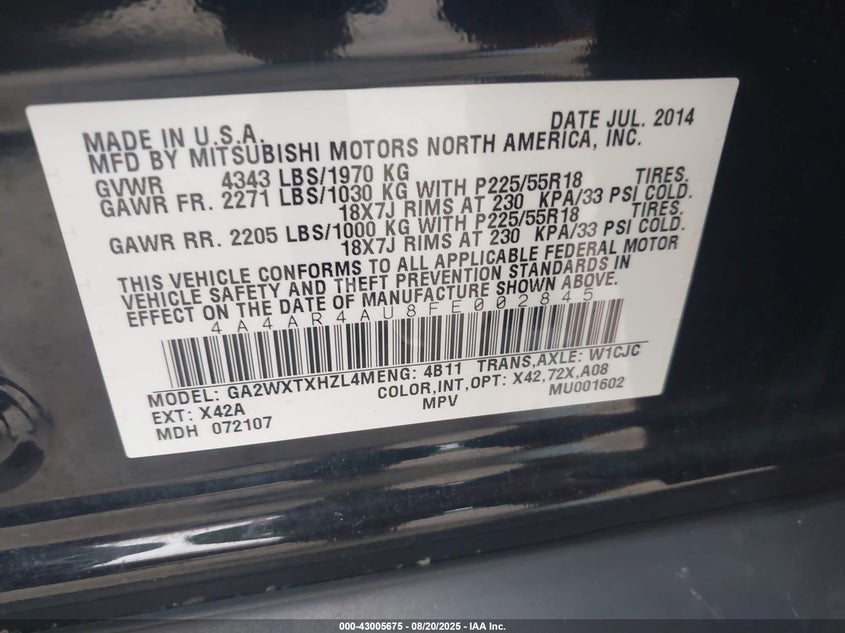 MADE IN U.S.A. DATE JUL. 2014
MFD BY MITSUBISHI MOTORS NORTH AMERICA, INC.
GVWR 4343 LBS/1970 KG
GAWR FR. 2271 LBS/1030 KG WITH P225/55R18 TIRES.
18X7J RIMS AT 230 KPA/33 PSI COLD.
GAWR RR. 2205 LBS/1000 KG WITH P225/55R18 TIRES.
18X7J RIMS AT 230 KPA/33 PSI COLD.
THIS VEHICLE CONFORMS TO ALL APPLICABLE FEDERAL MOTOR
VEHICLE SAFETY AND THEFT PREVENTION STANDARDS IN
EFFECT ON THE DATE OF MANUFACTURE SHOWN ABOVE.
4A4AR4AU8FE002845
MODEL: GA2WXTXHZL4MENG: 4B11 TRANS,AXLE: W1CJC
EXT: X42A COLOR,INT,OPT: X42,72X,A08
MDH 072107 MPV MU001602
000-43005675 - 08/20/2025 - IAA Inc.